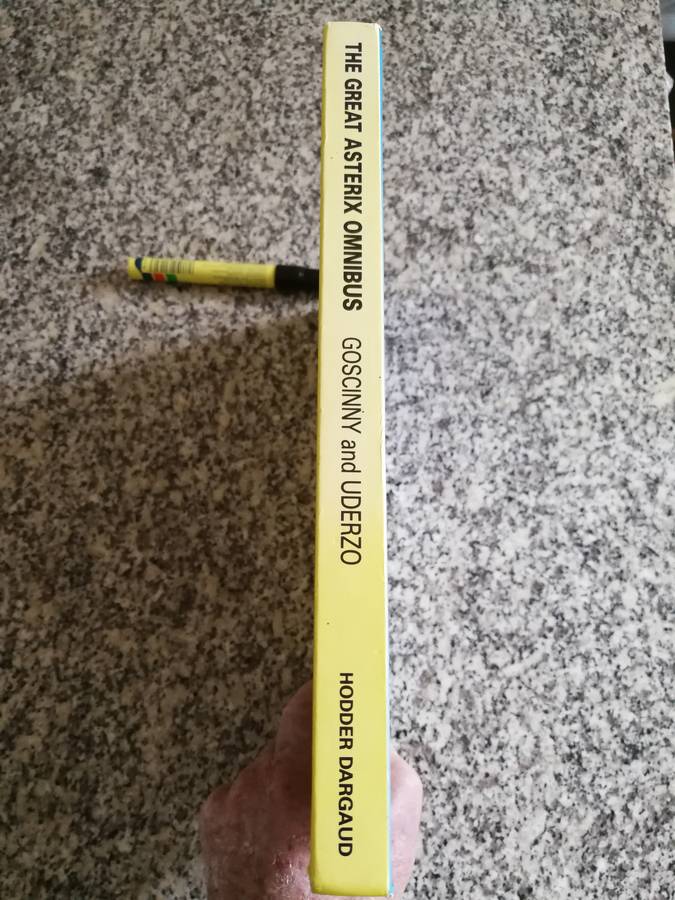 THE GREAT ASTERIX OMNIBUS GOSCINNY and UDERZO HODDER DARGAUD